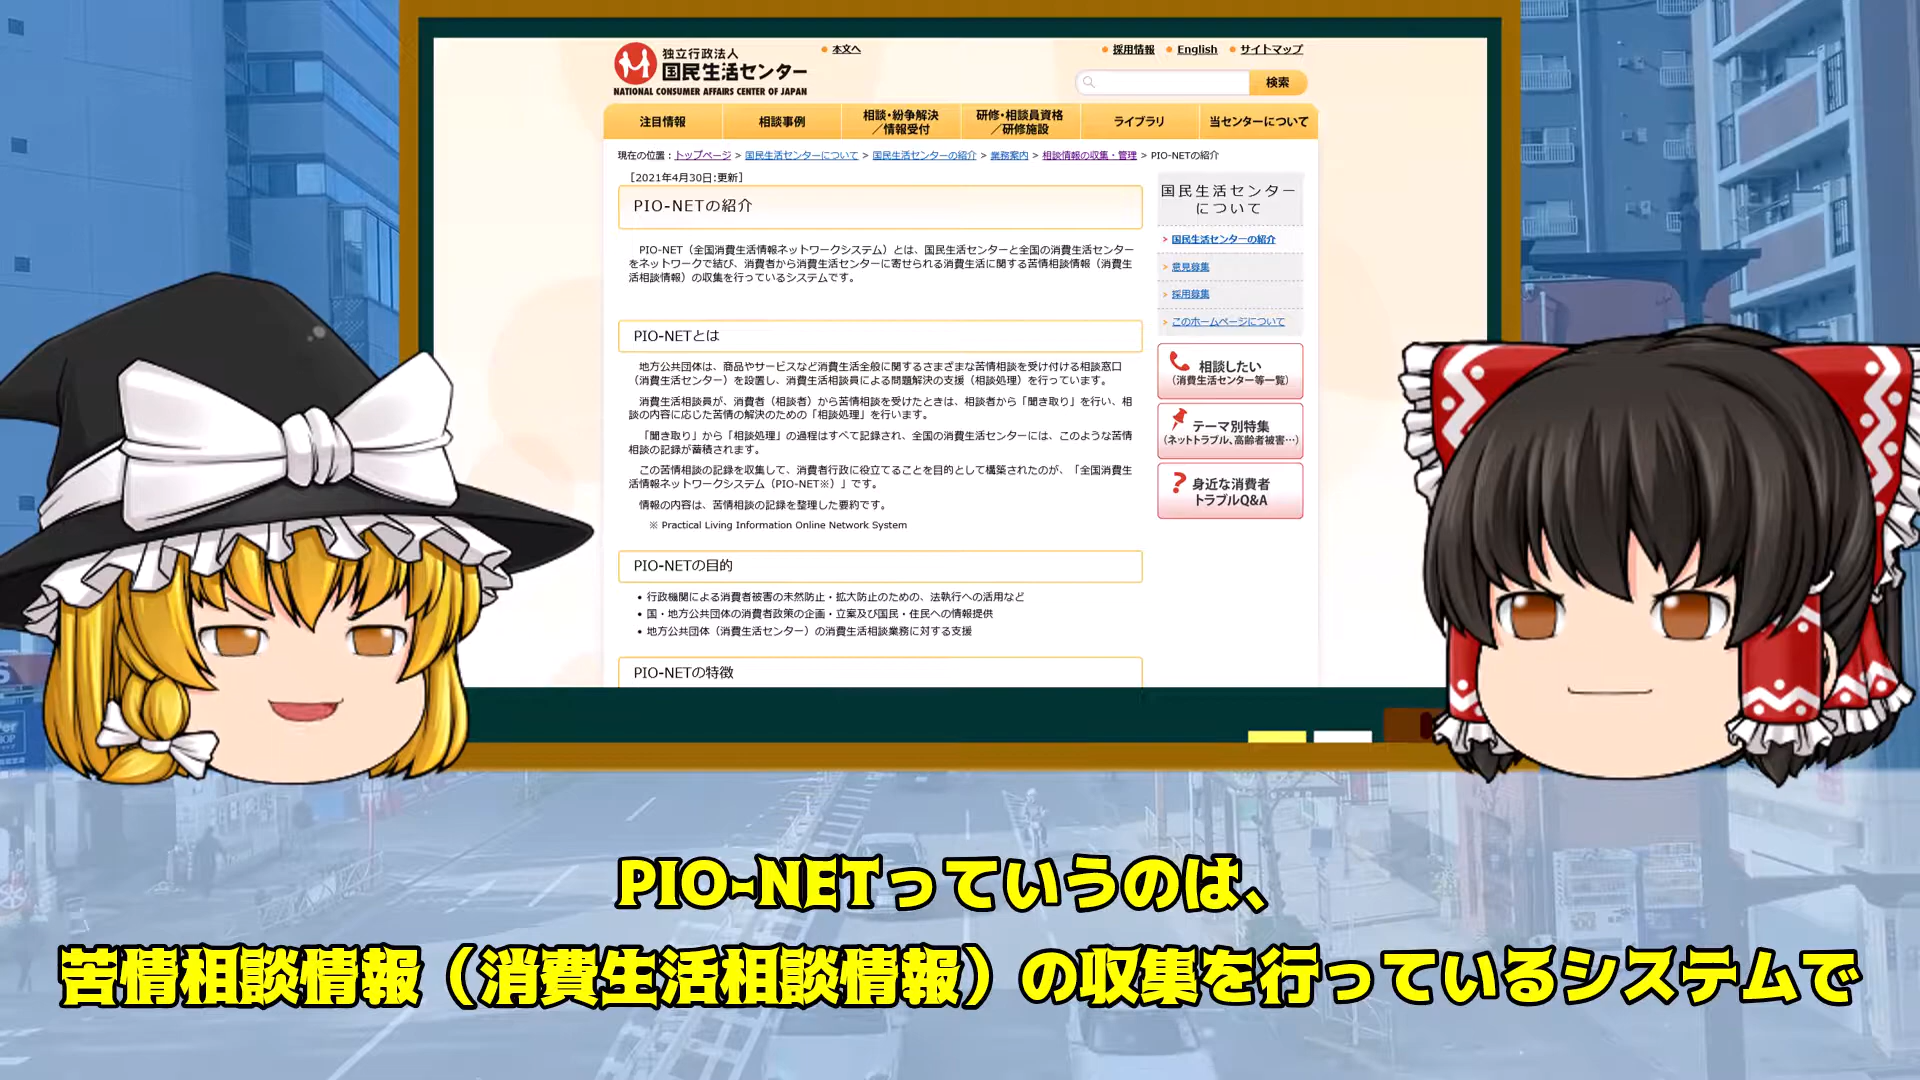 独立行政法人
国民生活センター
NATIONAL CONSUMER AFFAIRS CENTER OF JAPAN
本文へ
採用情報 English サイトマップ
検索
注目情報
相談事例
相談・紛争解決
／情報受付
研修・相談員資格
／研修施設
ライブラリ
当センターについて
現在の位置：トップページ > 国民生活センターについて > 国民生活センターの紹介 > 業務案内 > 相談情報の収集・管理 > PIO-NETの紹介
［2021年4月30日:更新］
PIO-NETの紹介
PIO-NET（全国消費生活情報ネットワークシステム）とは、国民生活センターと全国の消費生活センター
をネットワークで結び、消費者から消費生活センターに寄せられる消費生活に関する苦情相談情報（消費生
活相談情報）の収集を行っているシステムです。
PIO-NETとは
地方公共団体は、商品やサービスなど消費生活全般に関するさまざまな苦情相談を受け付ける相談窓口
（消費生活センター）を設置し、消費生活相談員による問題解決の支援（相談処理）を行っています。
消費生活相談員が、消費者（相談者）から苦情相談を受けたときは、相談者から「聞き取り」を行い、相
談の内容に応じた苦情の解決のための「相談処理」を行います。
「聞き取り」から「相談処理」の過程はすべて記録され、全国の消費生活センターには、このような苦情
相談の記録が蓄積されます。
この苦情相談の記録を収集して、消費者行政に役立てることを目的として構築されたのが、「全国消費生
活情報ネットワークシステム（PIO-NET※）」です。
情報の内容は、苦情相談の記録を整理した要約です。
※ Practical Living Information Online Network System
PIO-NETの目的
• 行政機関による消費者被害の未然防止・拡大防止のための、法執行への活用など
• 国・地方公共団体の消費者政策の企画・立案及び国民・住民への情報提供
• 地方公共団体（消費生活センター）の消費生活相談業務に対する支援
PIO-NETの特徴
国民生活センター
について
> 国民生活センターの紹介
> 意見募集
> 採用募集
> このホームページについて
相談したい
（消費生活センター等一覧）
テーマ別特集
（ネットトラブル、高齢者被害…）
身近な消費者
トラブルQ&A
PIO-NETっていうのは、
苦情相談情報（消費生活相談情報）の収集を行っているシステムで